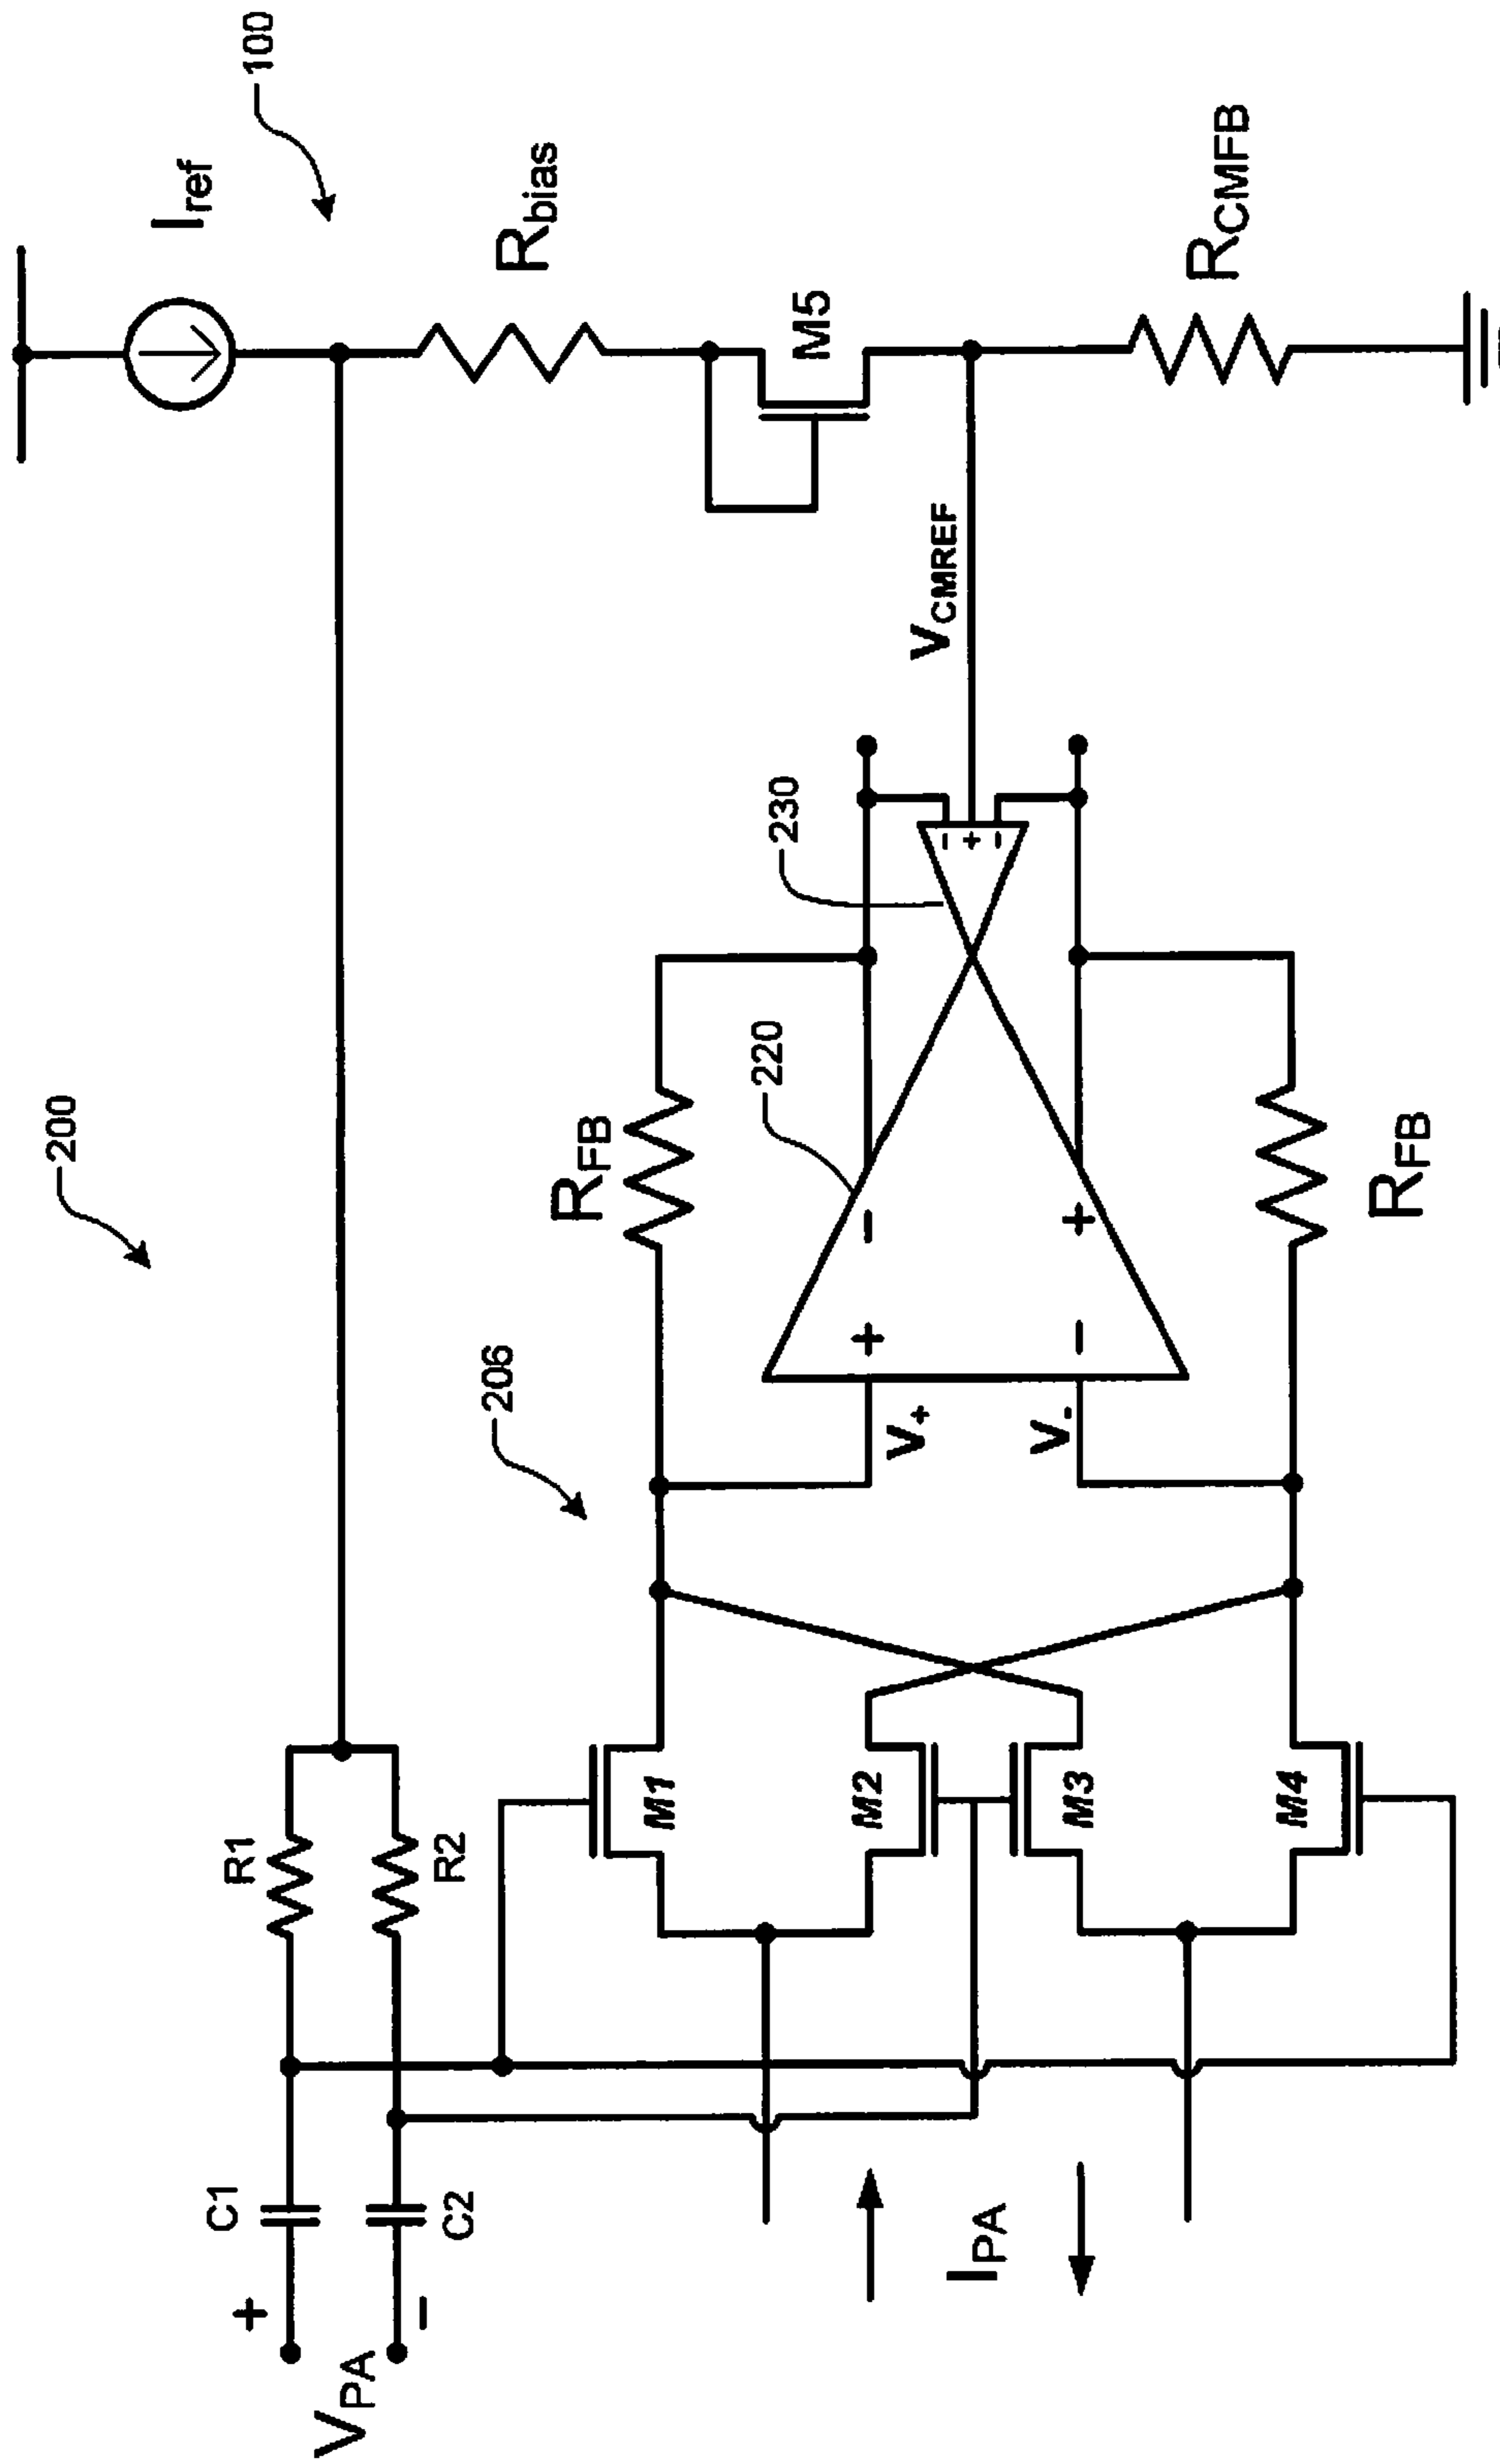 200
100
I_ref
R_bias
M5
R_CMFB
V_CMREF
230
220
206
R_FB
R_FB
+
-
-
+
-
+
-
V+
V-
R1
R2
C1
C2
+
V_PA
-
M1
M2
M3
M4
I_PA